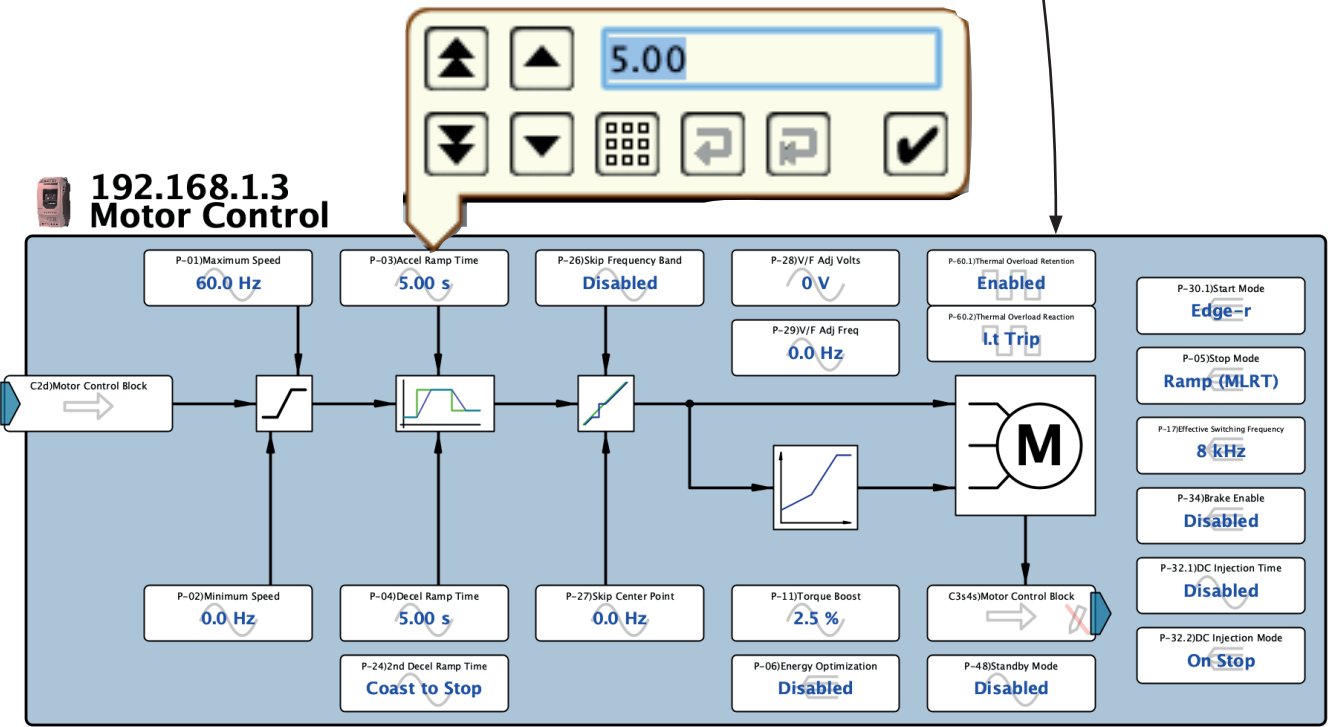 5.00
192.168.1.3
Motor Control
P-01)Maximum Speed
60.0 Hz
P-03)Accel Ramp Time
5.00 s
P-26)Skip Frequency Band
Disabled
P-28)V/F Adj Volts
0 V
P-60.1)Thermal Overload Retention
Enabled
P-30.1)Start Mode
Edge-r
P-29)V/F Adj Freq
0.0 Hz
P-60.2)Thermal Overload Reaction
I.t Trip
P-05)Stop Mode
Ramp (MLRT)
C2d)Motor Control Block
M
P-17)Effective Switching Frequency
8 kHz
P-34)Brake Enable
Disabled
P-02)Minimum Speed
0.0 Hz
P-04)Decel Ramp Time
5.00 s
P-27)Skip Center Point
0.0 Hz
P-11)Torque Boost
2.5 %
C3s4s)Motor Control Block
P-32.1)DC Injection Time
Disabled
P-24)2nd Decel Ramp Time
Coast to Stop
P-06)Energy Optimization
Disabled
P-48)Standby Mode
Disabled
P-32.2)DC Injection Mode
On Stop